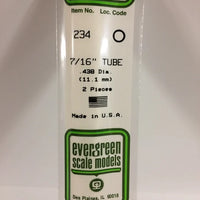 Item No. Loc. Code
234
7/16" TUBE
.438 Dia.
(11.1 mm)
2 Pieces
Made in U.S.A.
evergreen
scale models
Des Plaines, IL 60018